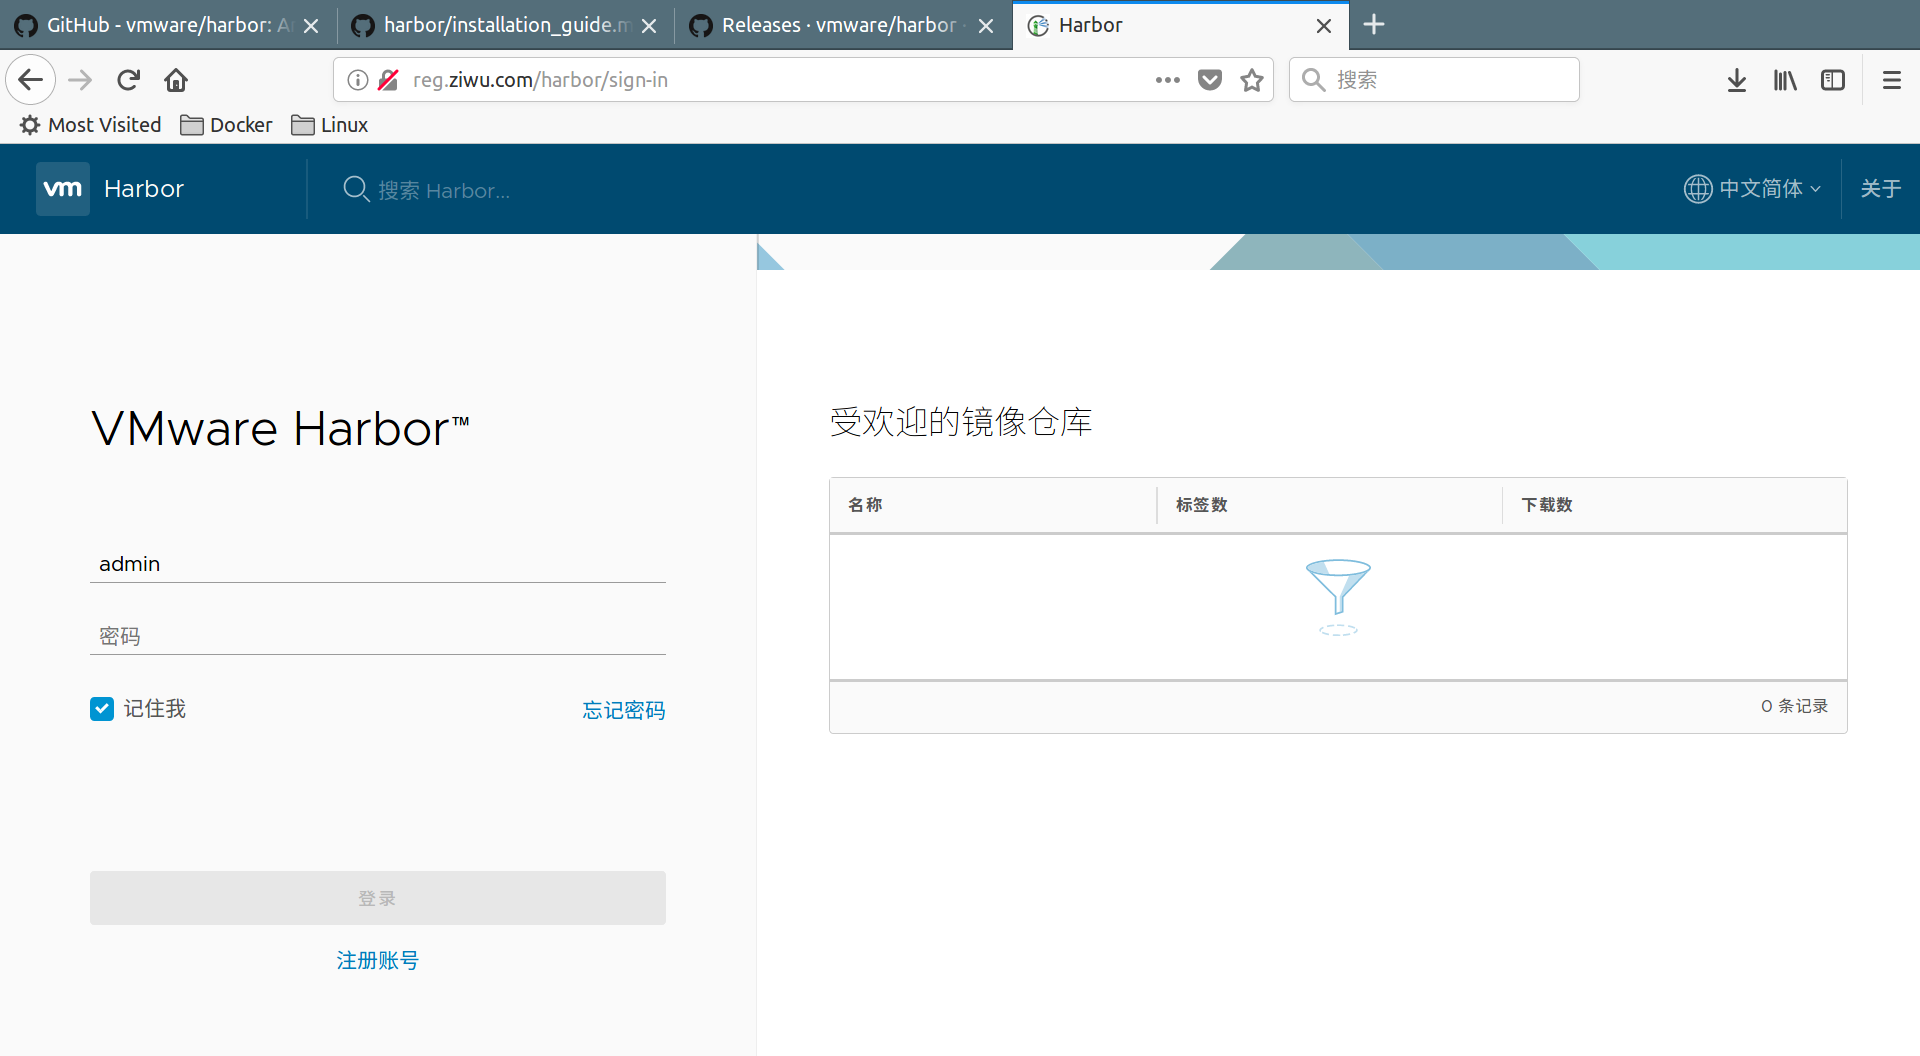 GitHub - vmware/harbor: A
harbor/installation_guide.m
Releases · vmware/harbor ·
Harbor
reg.ziwu.com/harbor/sign-in
搜索
Most Visited
Docker
Linux
vm Harbor
搜索 Harbor...
中文简体
关于
VMware Harbor™
admin
密码
记住我
忘记密码
登录
注册账号
受欢迎的镜像仓库
名称 标签数 下载数
0 条记录